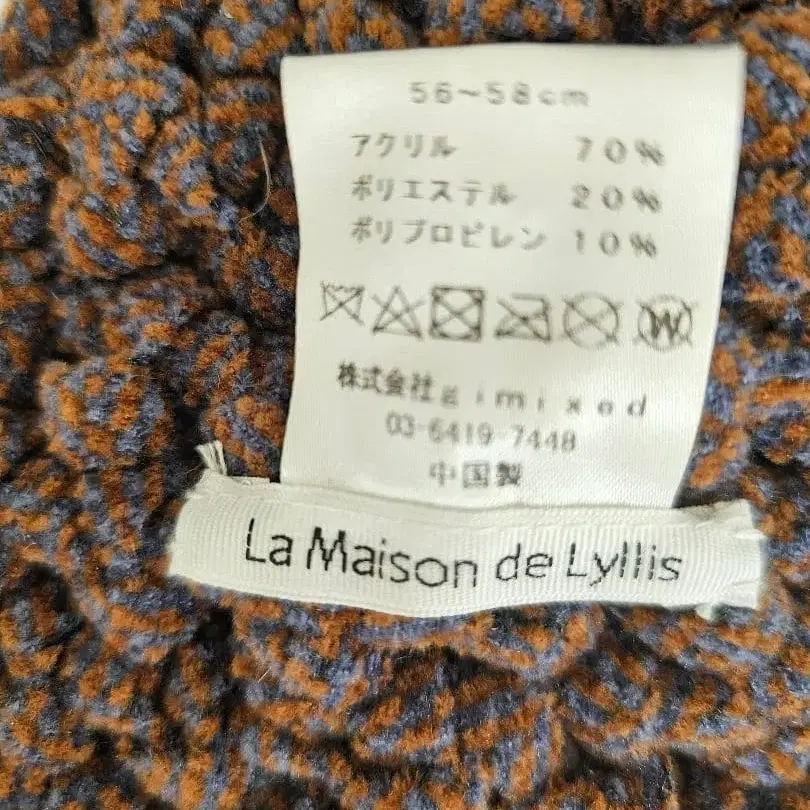 56～58cm
アクリル 70%
ポリエステル 20%
ポリプロピレン 10%
株式会社gimixed
03-6419-7448
中国製
La Maison de Lyllis